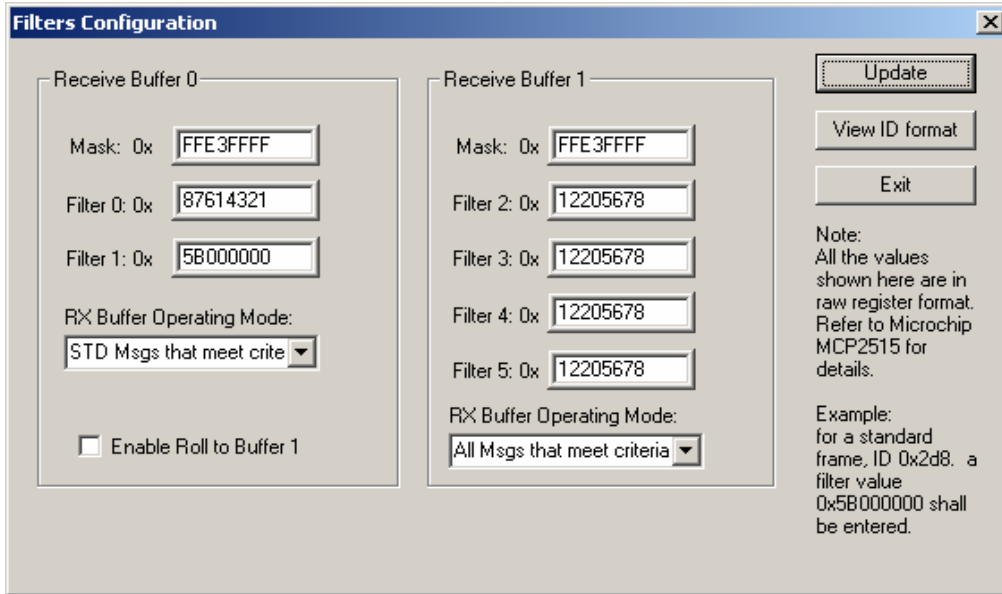 Filters Configuration
Receive Buffer 0
Mask: 0x FFE3FFFF
Filter 0: 0x 87614321
Filter 1: 0x 5B000000
RX Buffer Operating Mode:
STD Msgs that meet crite
Enable Roll to Buffer 1
Receive Buffer 1
Mask: 0x FFE3FFFF
Filter 2: 0x 12205678
Filter 3: 0x 12205678
Filter 4: 0x 12205678
Filter 5: 0x 12205678
RX Buffer Operating Mode:
All Msgs that meet criteria
Update
View ID format
Exit
Note:
All the values
shown here are in
raw register format.
Refer to Microchip
MCP2515 for
details.
Example:
for a standard
frame, ID 0x2d8. a
filter value
0x5B000000 shall
be entered.